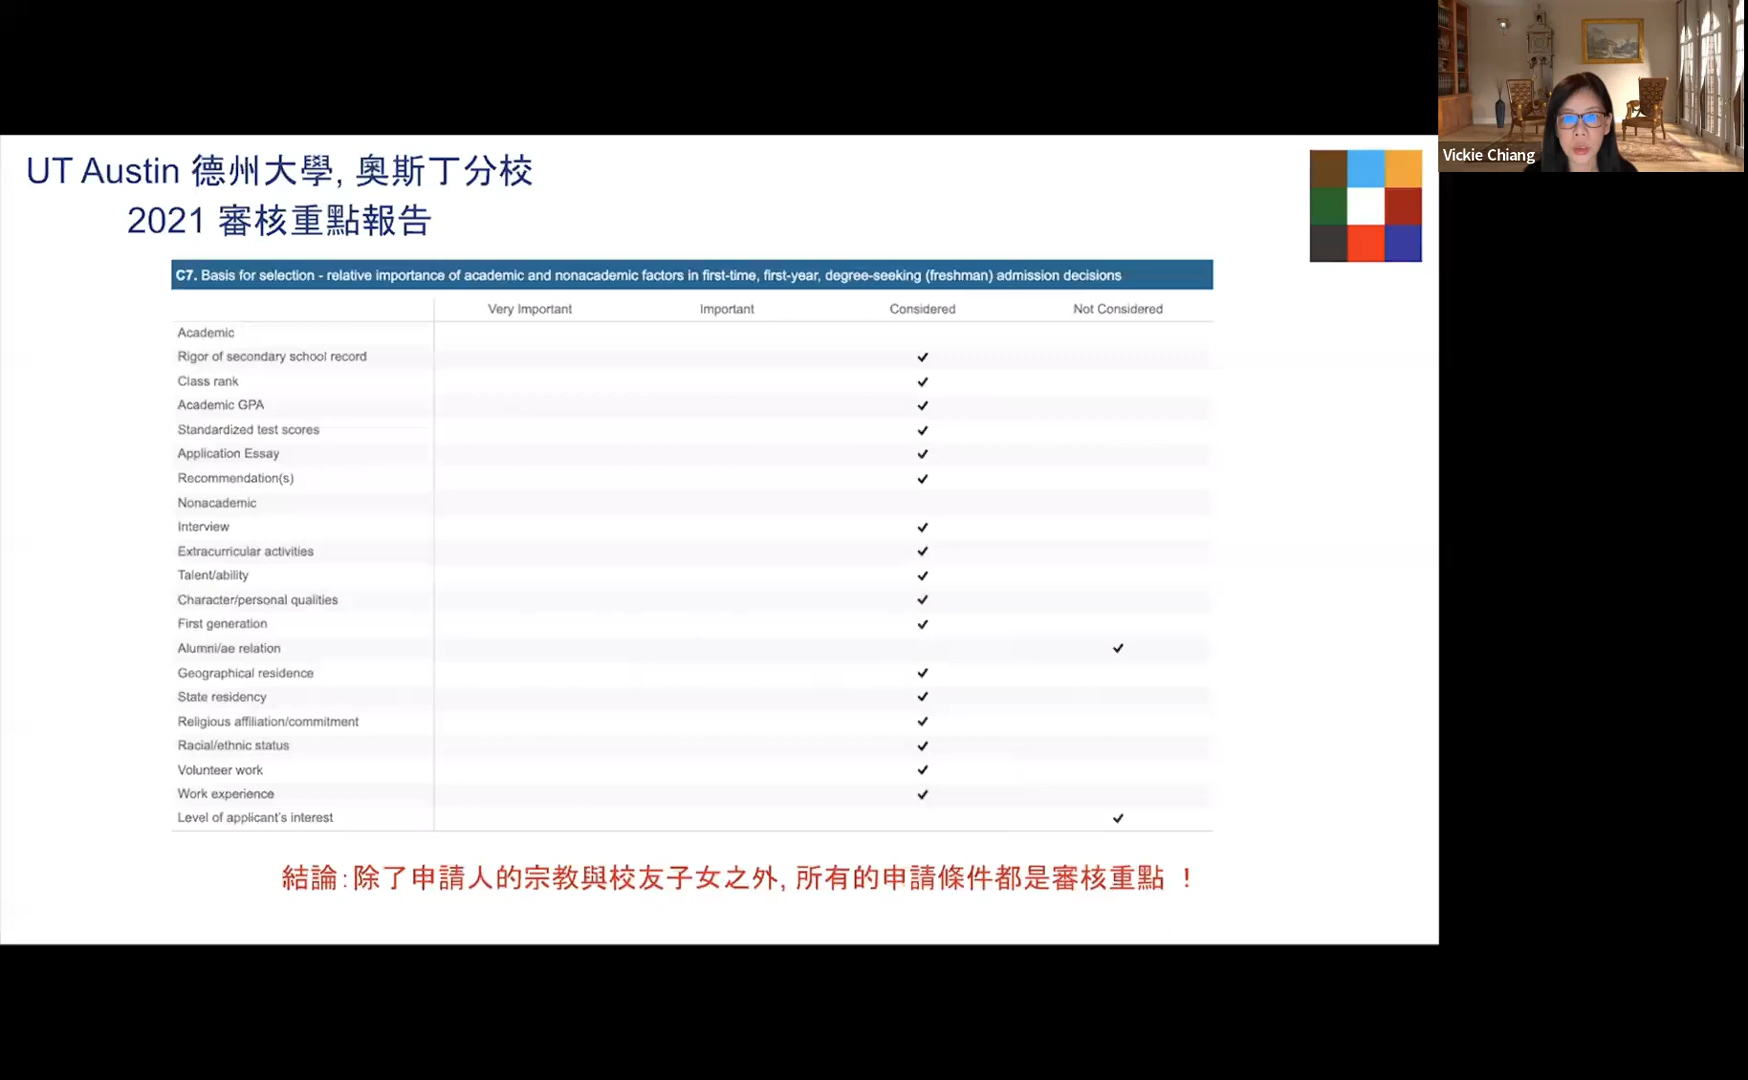 UT Austin 德州大學, 奧斯丁分校
2021 審核重點報告
Vickie Chiang
C7. Basis for selection - relative importance of academic and nonacademic factors in first-time, first-year, degree-seeking (freshman) admission decisions
Very Important Important Considered Not Considered
Academic
Rigor of secondary school record ✓
Class rank ✓
Academic GPA ✓
Standardized test scores ✓
Application Essay ✓
Recommendation(s) ✓
Nonacademic
Interview ✓
Extracurricular activities ✓
Talent/ability ✓
Character/personal qualities ✓
First generation ✓
Alumni/ae relation ✓
Geographical residence ✓
State residency ✓
Religious affiliation/commitment ✓
Racial/ethnic status ✓
Volunteer work ✓
Work experience ✓
Level of applicant's interest ✓
結論: 除了申請人的宗教與校友子女之外, 所有的申請條件都是審核重點 !